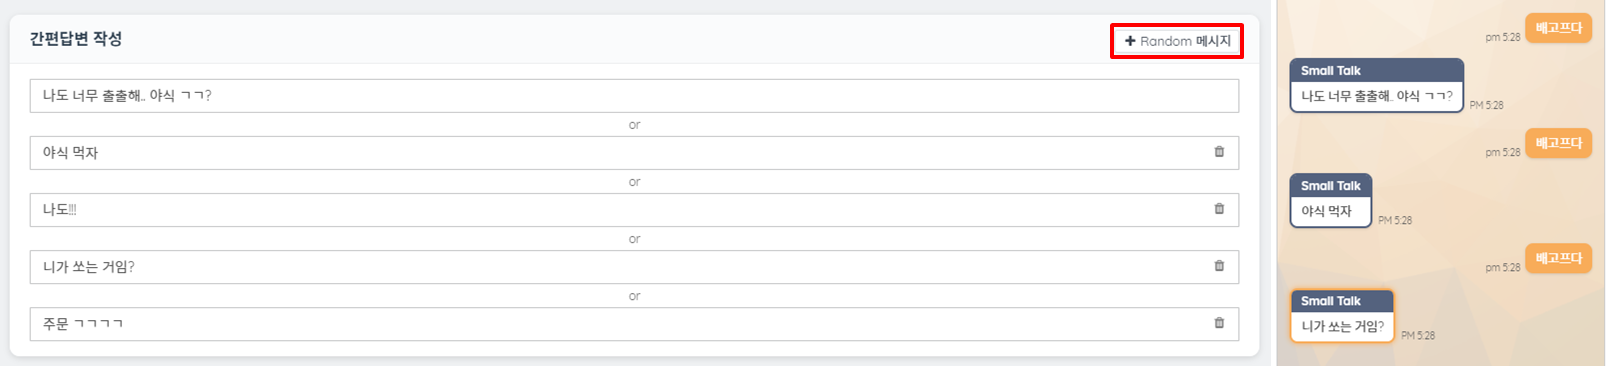 간편답변 작성
+ Random 메시지
나도 너무 출출해.. 야식 ㄱㄱ?
or
야식 먹자
or
나도!!!
or
니가 쏘는 거임?
or
주문 ㄱㄱㄱㄱ
pm 5:28 배고프다
Small Talk
나도 너무 출출해.. 야식 ㄱㄱ? PM 5:28
pm 5:28 배고프다
Small Talk
야식 먹자 PM 5:28
pm 5:28 배고프다
Small Talk
니가 쏘는 거임? PM 5:28